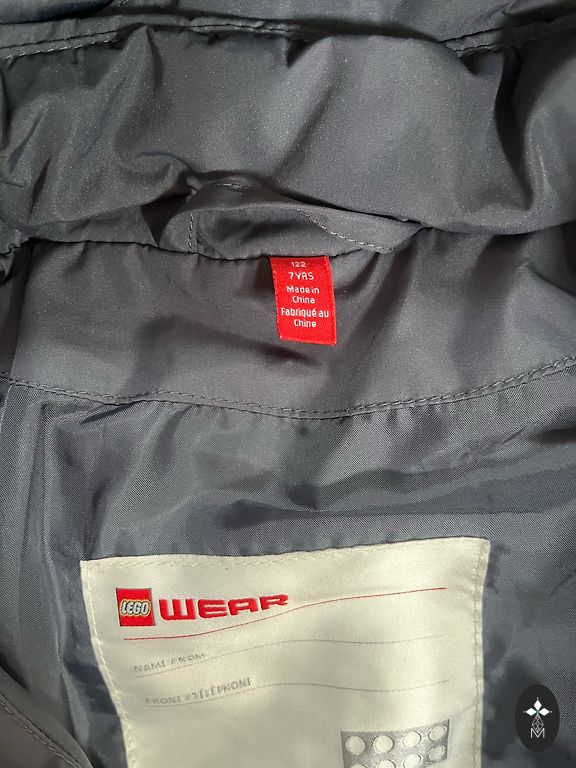 122
7YRS
Made in
China
Fabriqué au
Chine
LEGO WEAR
NAME/NOM
PHONE/TÉLÉPHONE
M